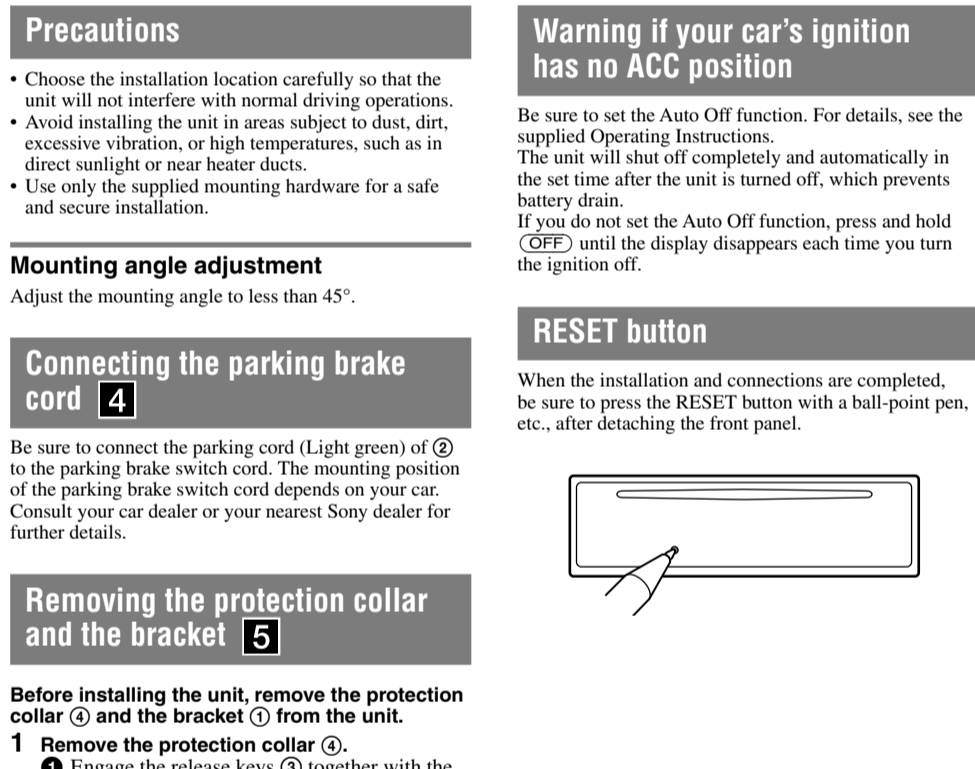 Precautions
• Choose the installation location carefully so that the
unit will not interfere with normal driving operations.
• Avoid installing the unit in areas subject to dust, dirt,
excessive vibration, or high temperatures, such as in
direct sunlight or near heater ducts.
• Use only the supplied mounting hardware for a safe
and secure installation.
Mounting angle adjustment
Adjust the mounting angle to less than 45°.
Connecting the parking brake
cord 4
Be sure to connect the parking cord (Light green) of ②
to the parking brake switch cord. The mounting position
of the parking brake switch cord depends on your car.
Consult your car dealer or your nearest Sony dealer for
further details.
Removing the protection collar
and the bracket 5
Before installing the unit, remove the protection
collar ④ and the bracket ① from the unit.
1 Remove the protection collar ④.
❶ Engage the release keys ③ together with the
Warning if your car’s ignition
has no ACC position
Be sure to set the Auto Off function. For details, see the
supplied Operating Instructions.
The unit will shut off completely and automatically in
the set time after the unit is turned off, which prevents
battery drain.
If you do not set the Auto Off function, press and hold
OFF until the display disappears each time you turn
the ignition off.
RESET button
When the installation and connections are completed,
be sure to press the RESET button with a ball-point pen,
etc., after detaching the front panel.